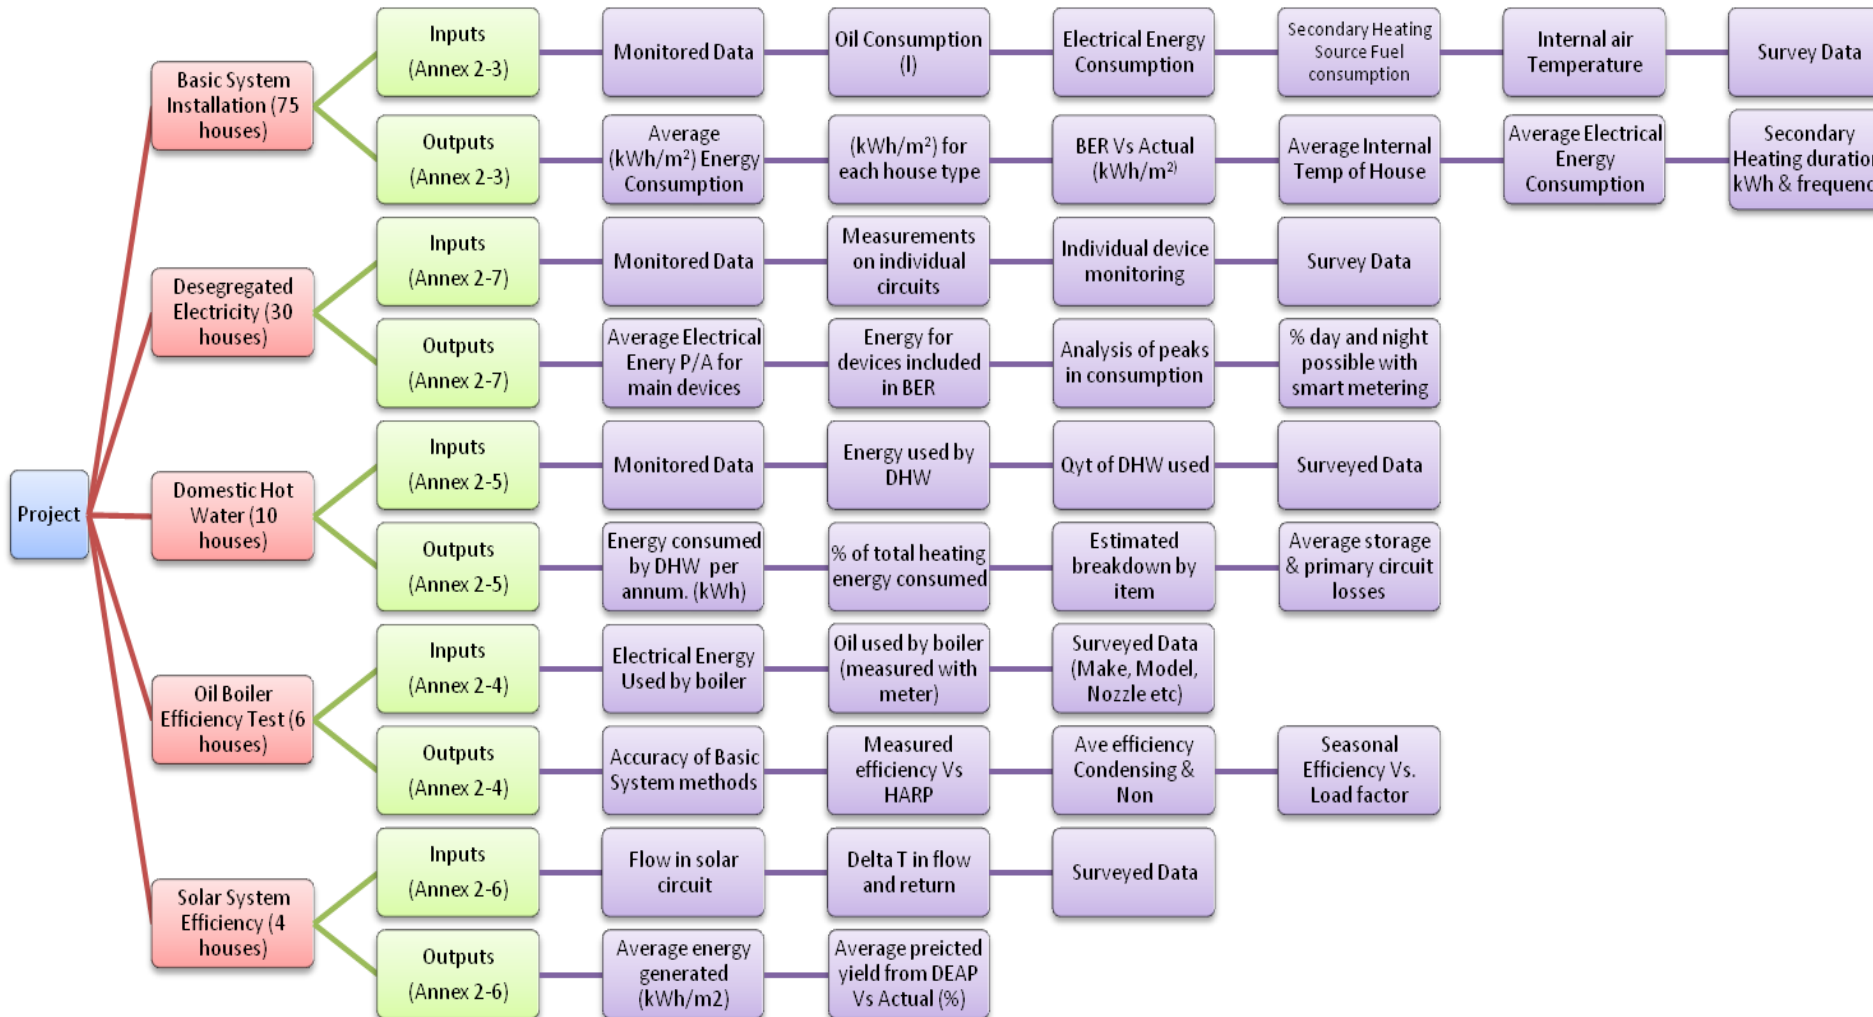 Project
Basic System
Installation (75
houses)
Inputs
(Annex 2-3)
Monitored Data
Oil Consumption
(l)
Electrical Energy
Consumption
Secondary Heating
Source Fuel
consumption
Internal air
Temperature
Survey Data
Outputs
(Annex 2-3)
Average
(kWh/m²) Energy
Consumption
(kWh/m²) for
each house type
BER Vs Actual
(kWh/m²)
Average Internal
Temp of House
Average Electrical
Energy
Consumption
Secondary
Heating duration
kWh & frequenc
Desegregated
Electricity (30
houses)
Inputs
(Annex 2-7)
Monitored Data
Measurements
on individual
circuits
Individual device
monitoring
Survey Data
Outputs
(Annex 2-7)
Average Electrical
Enery P/A for
main devices
Energy for
devices included
in BER
Analysis of peaks
in consumption
% day and night
possible with
smart metering
Domestic Hot
Water (10
houses)
Inputs
(Annex 2-5)
Monitored Data
Energy used by
DHW
Qyt of DHW used
Surveyed Data
Outputs
(Annex 2-5)
Energy consumed
by DHW per
annum. (kWh)
% of total heating
energy consumed
Estimated
breakdown by
item
Average storage
& primary circuit
losses
Oil Boiler
Efficiency Test (6
houses)
Inputs
(Annex 2-4)
Electrical Energy
Used by boiler
Oil used by boiler
(measured with
meter)
Surveyed Data
(Make, Model,
Nozzle etc)
Outputs
(Annex 2-4)
Accuracy of Basic
System methods
Measured
efficiency Vs
HARP
Ave efficiency
Condensing &
Non
Seasonal
Efficiency Vs.
Load factor
Solar System
Efficiency (4
houses)
Inputs
(Annex 2-6)
Flow in solar
circuit
Delta T in flow
and return
Surveyed Data
Outputs
(Annex 2-6)
Average energy
generated
(kWh/m2)
Average preicted
yield from DEAP
Vs Actual (%)